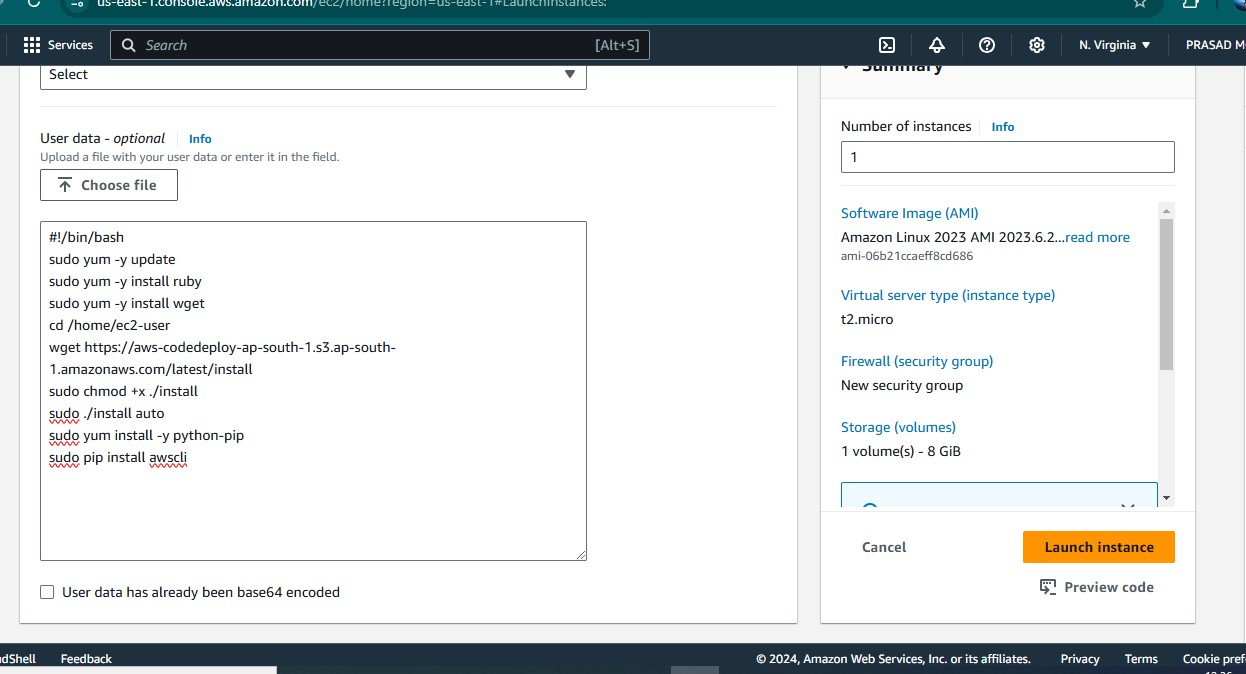 us-east-1.console.aws.amazon.com/ec2/home?region=us-east-1#LaunchInstances:
Services
Search
[Alt+S]
N. Virginia
PRASAD M
Select
Summary
User data - optional
Info
Upload a file with your user data or enter it in the field.
Choose file
#!/bin/bash
sudo yum -y update
sudo yum -y install ruby
sudo yum -y install wget
cd /home/ec2-user
wget https://aws-codedeploy-ap-south-1.s3.ap-south-
1.amazonaws.com/latest/install
sudo chmod +x ./install
sudo ./install auto
sudo yum install -y python-pip
sudo pip install awscli
User data has already been base64 encoded
Number of instances
Info
1
Software Image (AMI)
Amazon Linux 2023 AMI 2023.6.2...read more
ami-06b21ccaeff8cd686
Virtual server type (instance type)
t2.micro
Firewall (security group)
New security group
Storage (volumes)
1 volume(s) - 8 GiB
Cancel
Launch instance
Preview code
dShell
Feedback
© 2024, Amazon Web Services, Inc. or its affiliates.
Privacy
Terms
Cookie pref